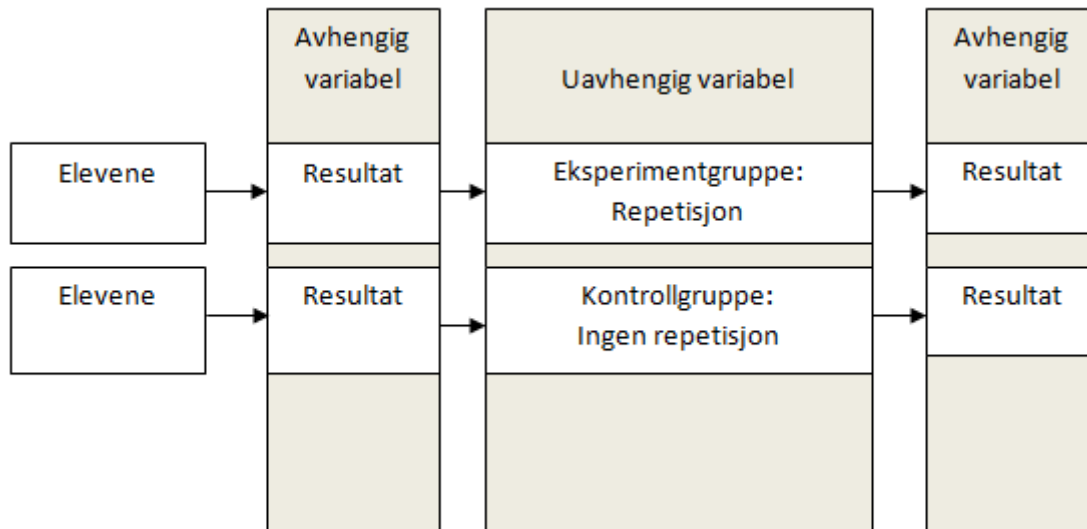 Avhengig
variabel
Uavhengig variabel
Avhengig
variabel
Elevene
Resultat
Eksperimentgruppe:
Repetisjon
Resultat
Elevene
Resultat
Kontrollgruppe:
Ingen repetisjon
Resultat